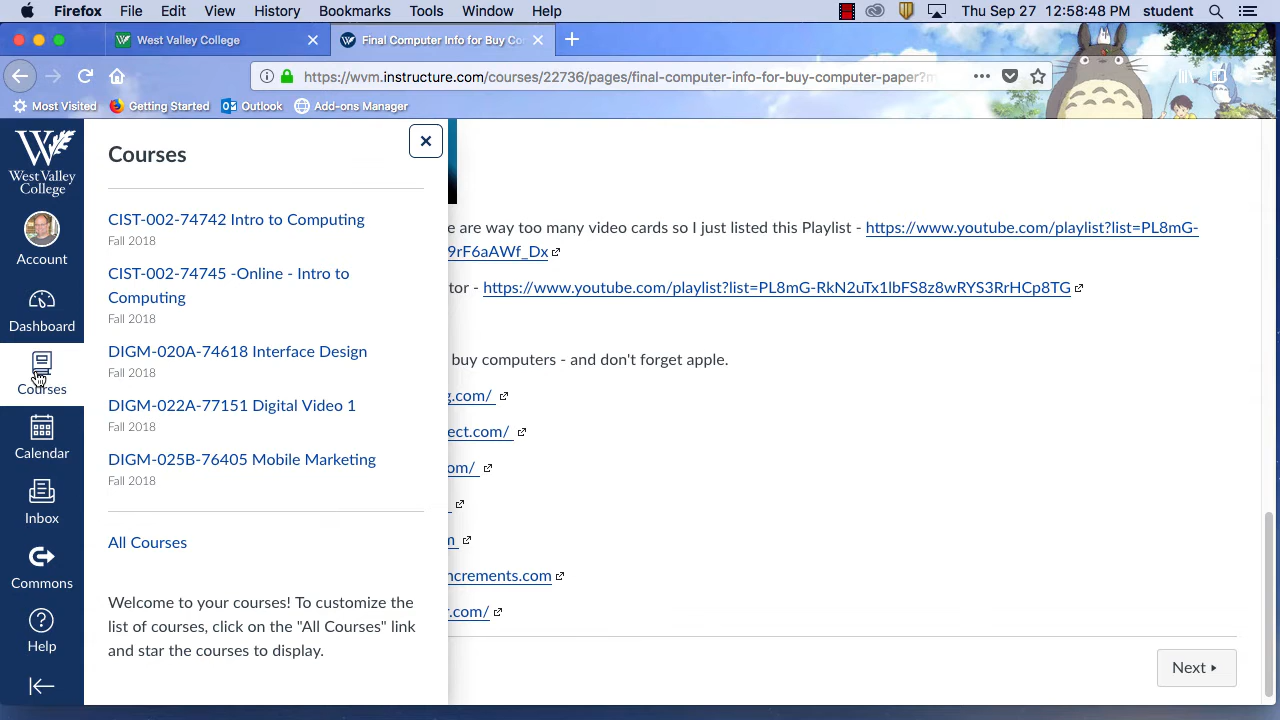 Firefox File Edit View History Bookmarks Tools Window Help Thu Sep 27 12:58:48 PM student
West Valley College
Final Computer Info for Buy Co
https://wvm.instructure.com/courses/22736/pages/final-computer-info-for-buy-computer-paper?m
Most Visited Getting Started Outlook Add-ons Manager
West Valley
College
Account
Dashboard
Courses
Calendar
Inbox
Commons
Help
Courses
CIST-002-74742 Intro to Computing
Fall 2018
CIST-002-74745 -Online - Intro to
Computing
Fall 2018
DIGM-020A-74618 Interface Design
Fall 2018
DIGM-022A-77151 Digital Video 1
Fall 2018
DIGM-025B-76405 Mobile Marketing
Fall 2018
All Courses
Welcome to your courses! To customize the
list of courses, click on the "All Courses" link
and star the courses to display.
e are way too many video cards so I just listed this Playlist - https://www.youtube.com/playlist?list=PL8mG-
9rF6aAWf_Dx
tor - https://www.youtube.com/playlist?list=PL8mG-RkN2uTx1lbFS8z8wRYS3RrHCp8TG
buy computers - and don't forget apple.
g.com/
ect.com/
om/
m
ncrements.com
.com/
Next